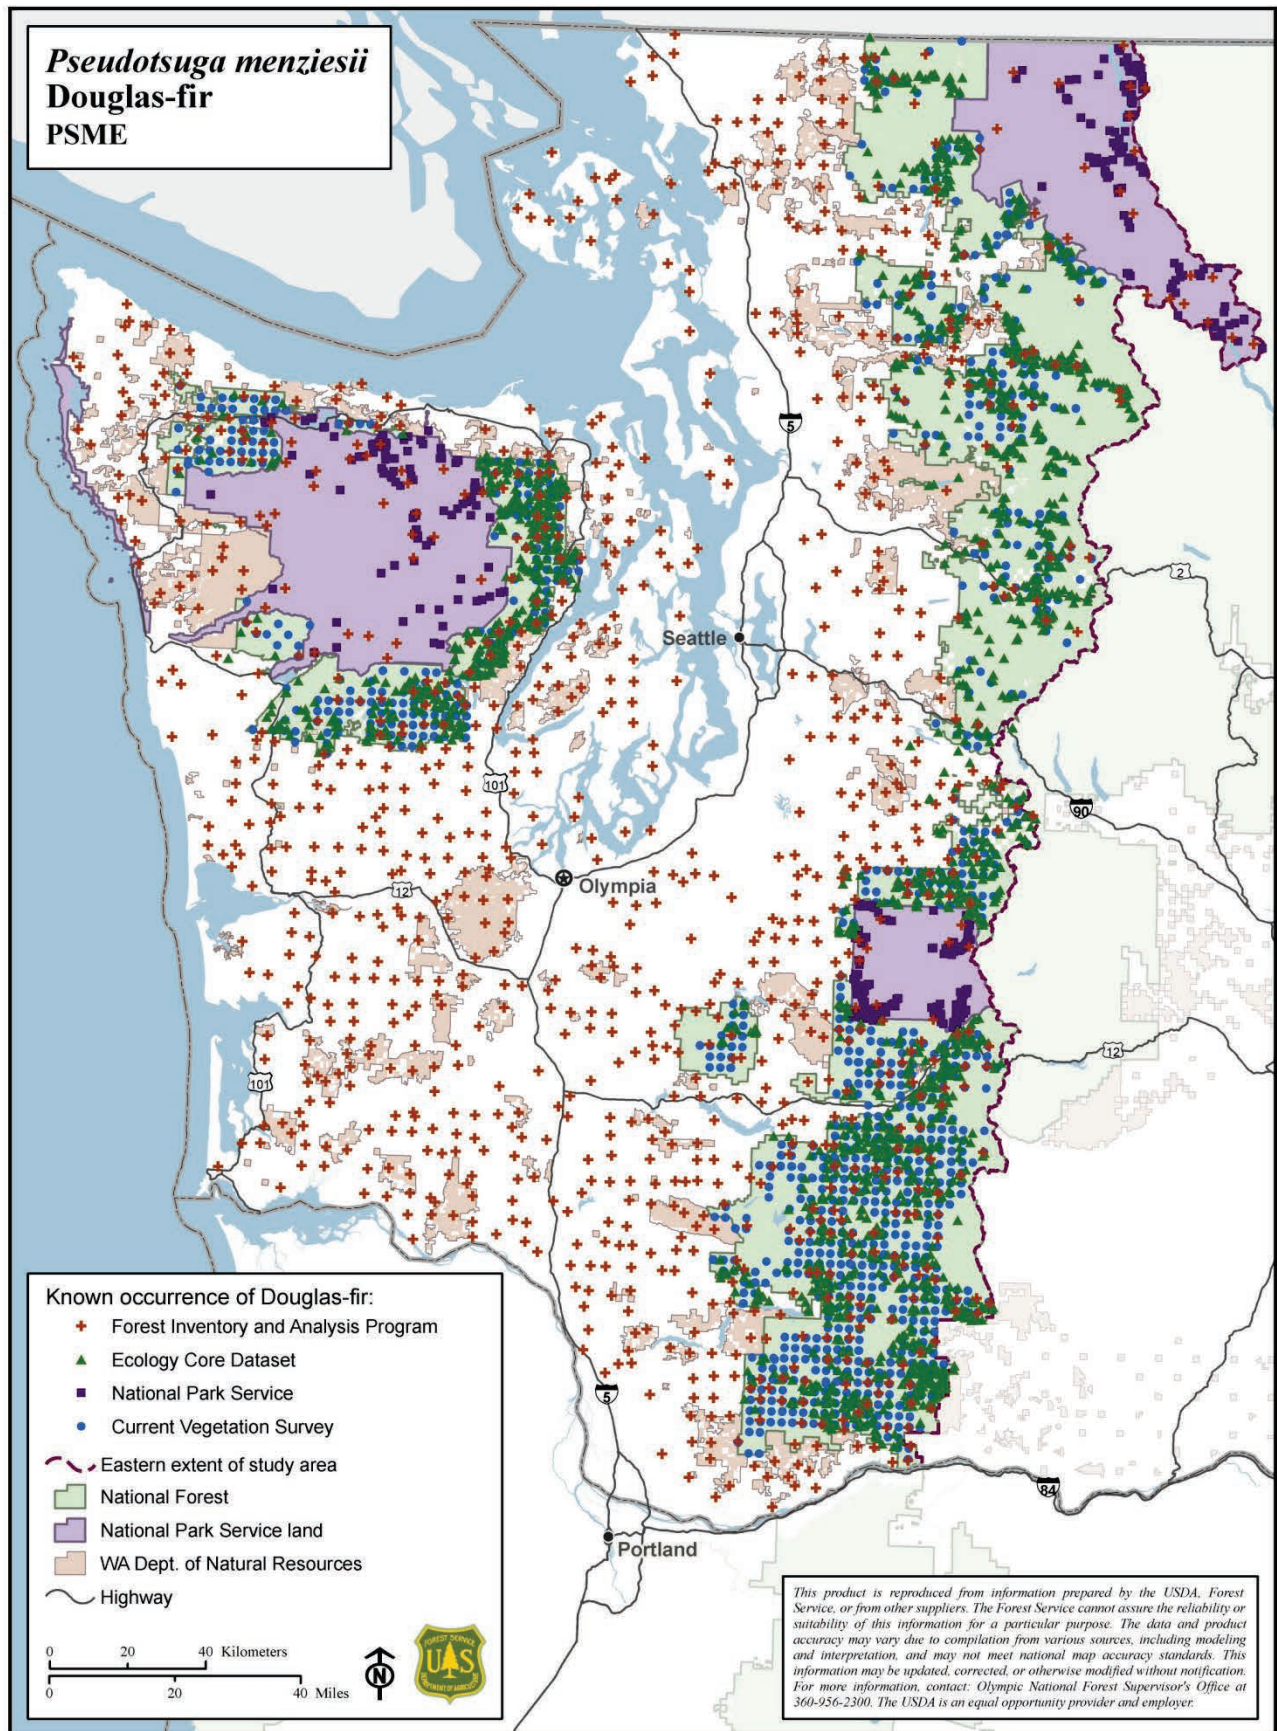 Pseudotsuga menziesii
Douglas-fir
PSME
5
2
Seattle
101
90
12
Olympia
101
12
5
84
Portland
Known occurrence of Douglas-fir:
Forest Inventory and Analysis Program
Ecology Core Dataset
National Park Service
Current Vegetation Survey
Eastern extent of study area
National Forest
National Park Service land
WA Dept. of Natural Resources
Highway
0 20 40 Kilometers
0 20 40 Miles
N
FOREST SERVICE
U S
DEPARTMENT OF AGRICULTURE
This product is reproduced from information prepared by the USDA, Forest
Service, or from other suppliers. The Forest Service cannot assure the reliability or
suitability of this information for a particular purpose. The data and product
accuracy may vary due to compilation from various sources, including modeling
and interpretation, and may not meet national map accuracy standards. This
information may be updated, corrected, or otherwise modified without notification.
For more information, contact: Olympic National Forest Supervisor's Office at
360-956-2300. The USDA is an equal opportunity provider and employer.